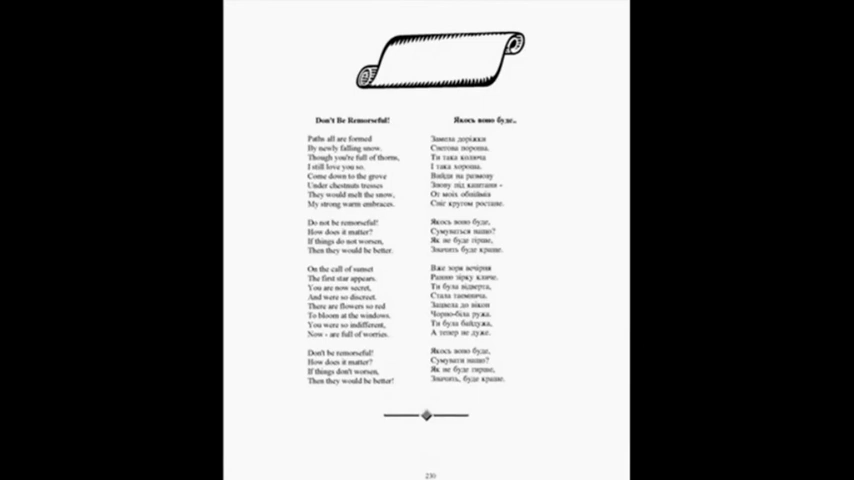 Don't Be Remorseful!
Paths all are formed
By newly falling snow.
Though you're full of thorns,
I still love you so.
Come down to the grove
Under chestnuts tresses
They would melt the snow,
My strong warm embraces.
Do not be remorseful!
How does it matter?
If things do not worsen,
Then they would be better.
On the call of sunset
The first star appears.
You are now secret,
And were so discreet.
There are flowers so red
To bloom at the windows.
You were so indifferent,
Now - are full of worries.
Don't be remorseful!
How does it matter?
If things don't worsen,
Then they would be better!
Якось воно буде..
Замела доріжки
Снігова пороша.
Ти така колюча
І така хороша.
Вийди на розмову
Знову під каштани -
От моїх обіймів
Сніг кругом розтане.
Якось воно буде,
Сумуваться нащо?
Як не буде гірше,
Значить буде краще.
Вже зоря вечірня
Ранню зірку кличе.
Ти була відверта,
Стала таємнича.
Зацвела до вікон
Чорно-біла ружа.
Ти була байдужа,
А тепер не дуже.
Якось воно буде,
Сумувати нащо?
Як не буде гирше,
Значить, буде краще.
230